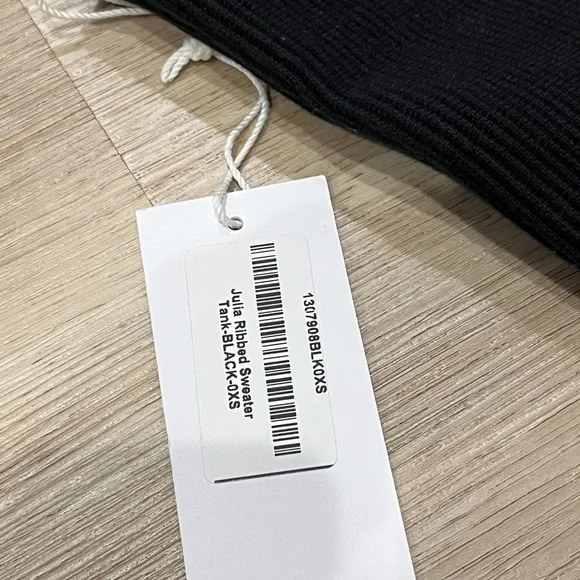 1307908BLK0XS
Julia Ribbed Sweater
Tank-BLACK-0XS